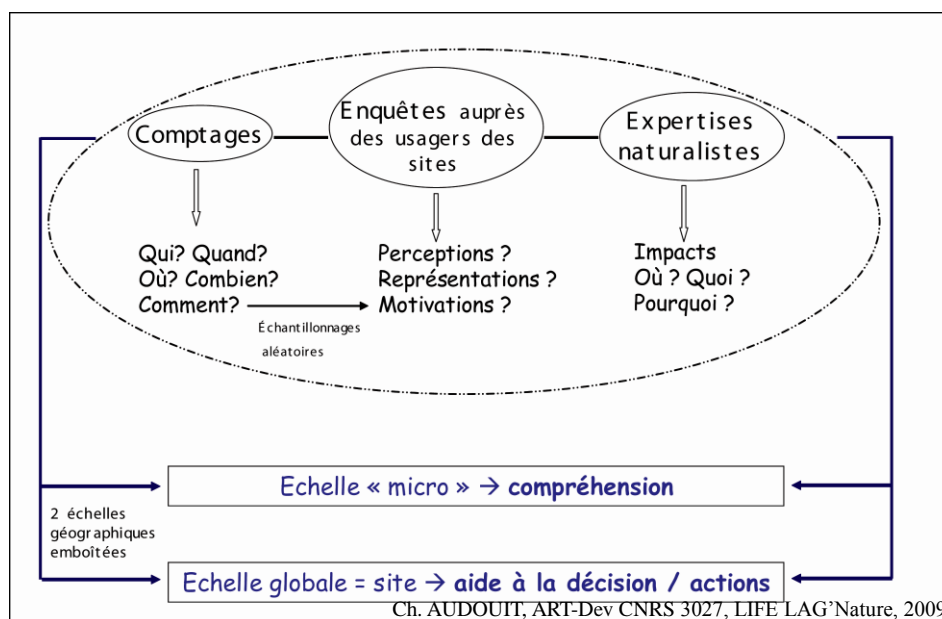 Comptages
Enquêtes auprès
des usagers des
sites
Expertises
naturalistes
Qui? Quand?
Où? Combien?
Comment?
Perceptions ?
Représentations ?
Motivations ?
Impacts
Où ? Quoi ?
Pourquoi ?
Échantillonnages
aléatoires
Echelle « micro » → compréhension
2 échelles
géographiques
emboîtées
Echelle globale = site → aide à la décision / actions
Ch. AUDOUIT, ART-Dev CNRS 3027, LIFE LAG’Nature, 2009